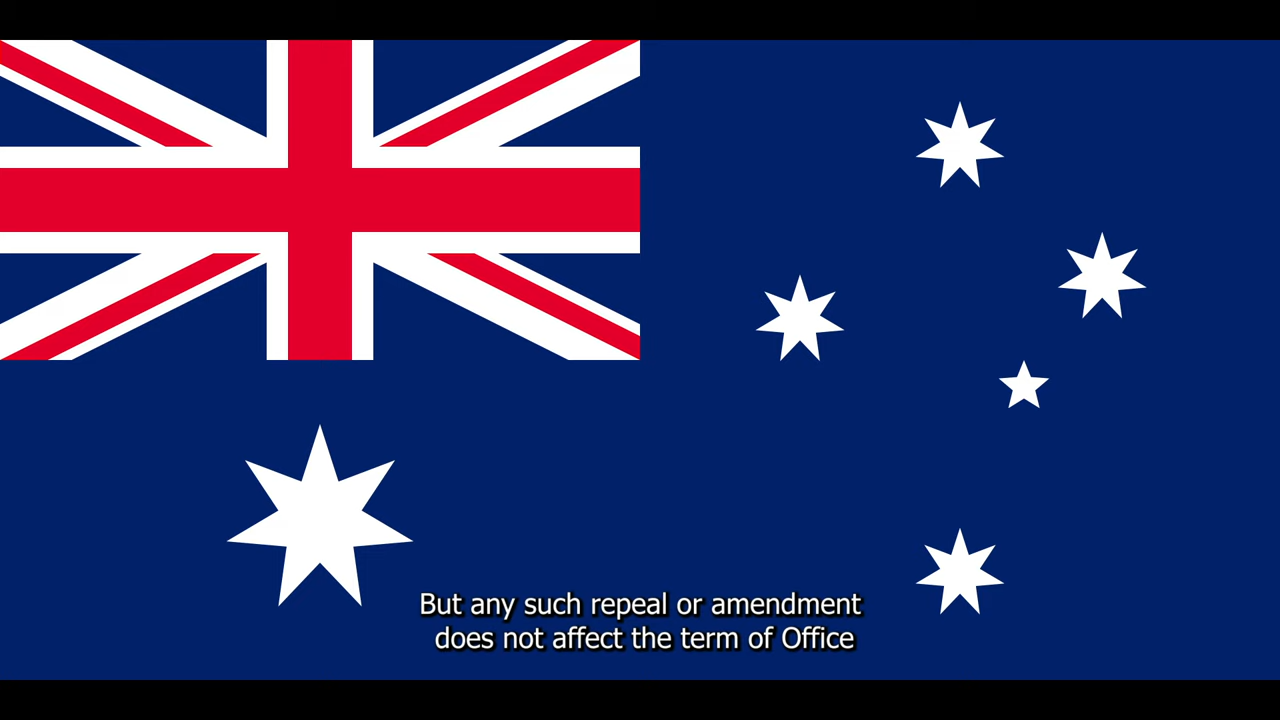 But any such repeal or amendment
does not affect the term of Office